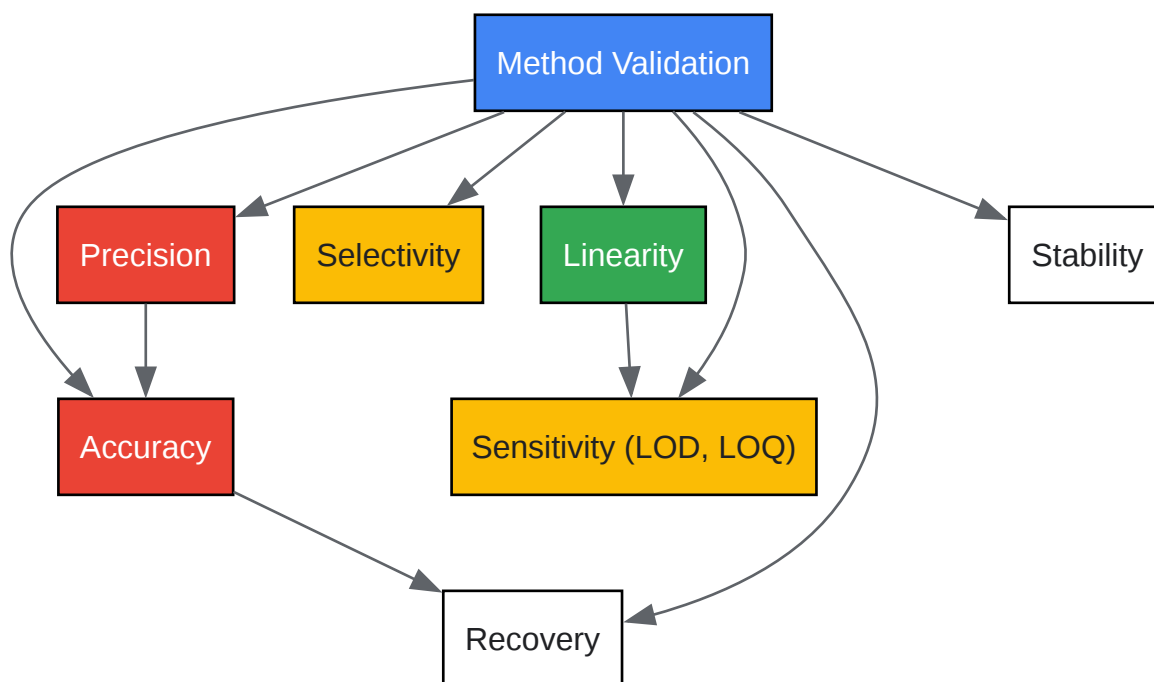 Method Validation
Precision
Selectivity
Linearity
Stability
Accuracy
Sensitivity (LOD, LOQ)
Recovery